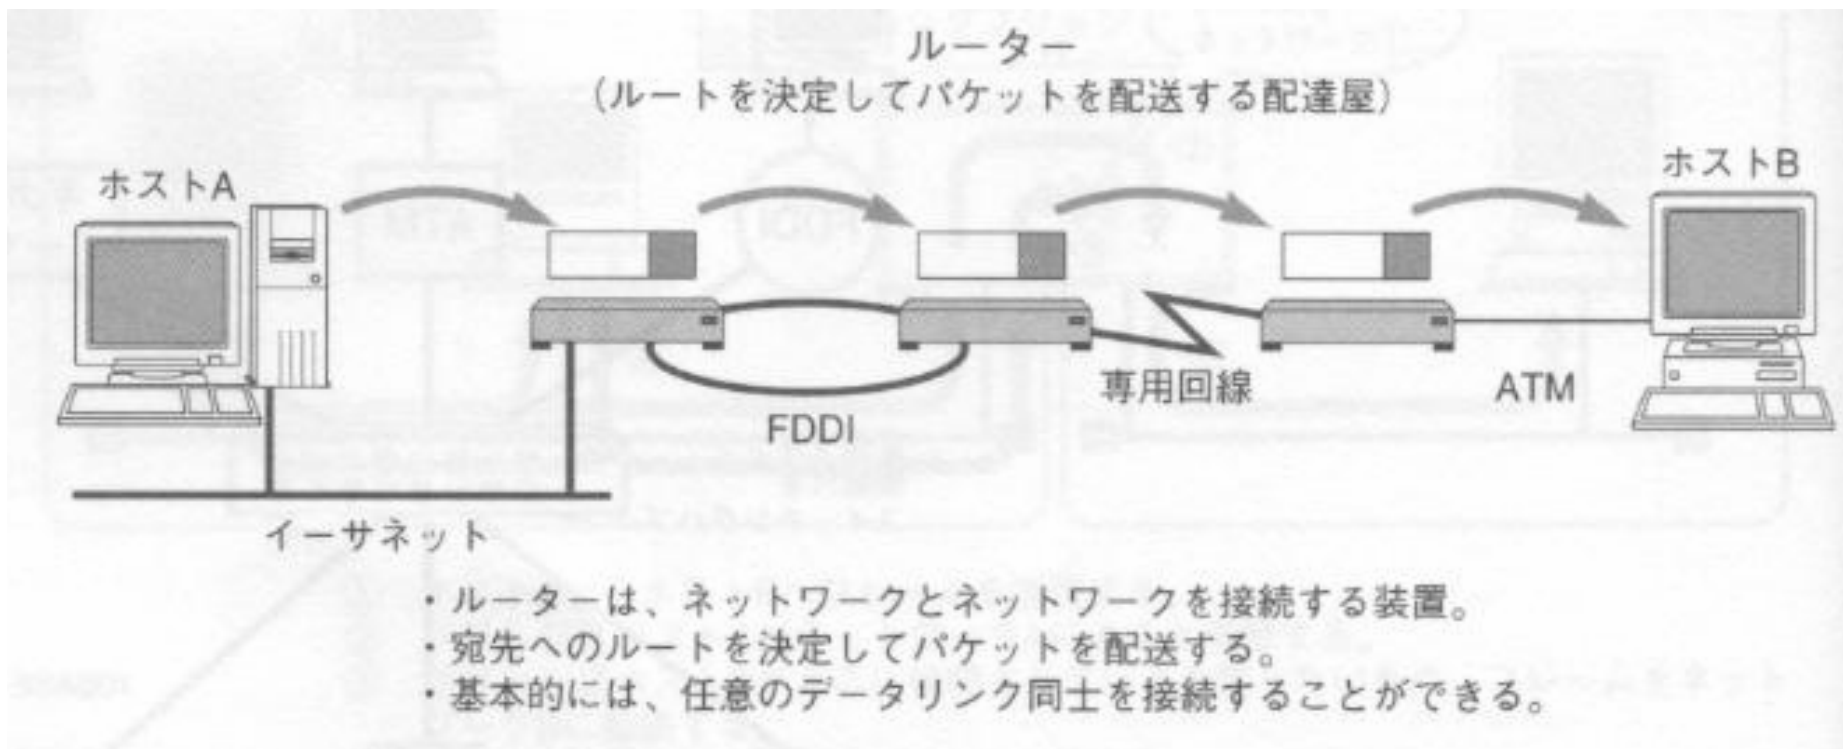 ルーター
（ルートを決定してパケットを配送する配達屋）
ホストA
ホストB
専用回線
ATM
FDDI
イーサネット
・ルーターは、ネットワークとネットワークを接続する装置。
・宛先へのルートを決定してパケットを配送する。
・基本的には、任意のデータリンク同士を接続することができる。